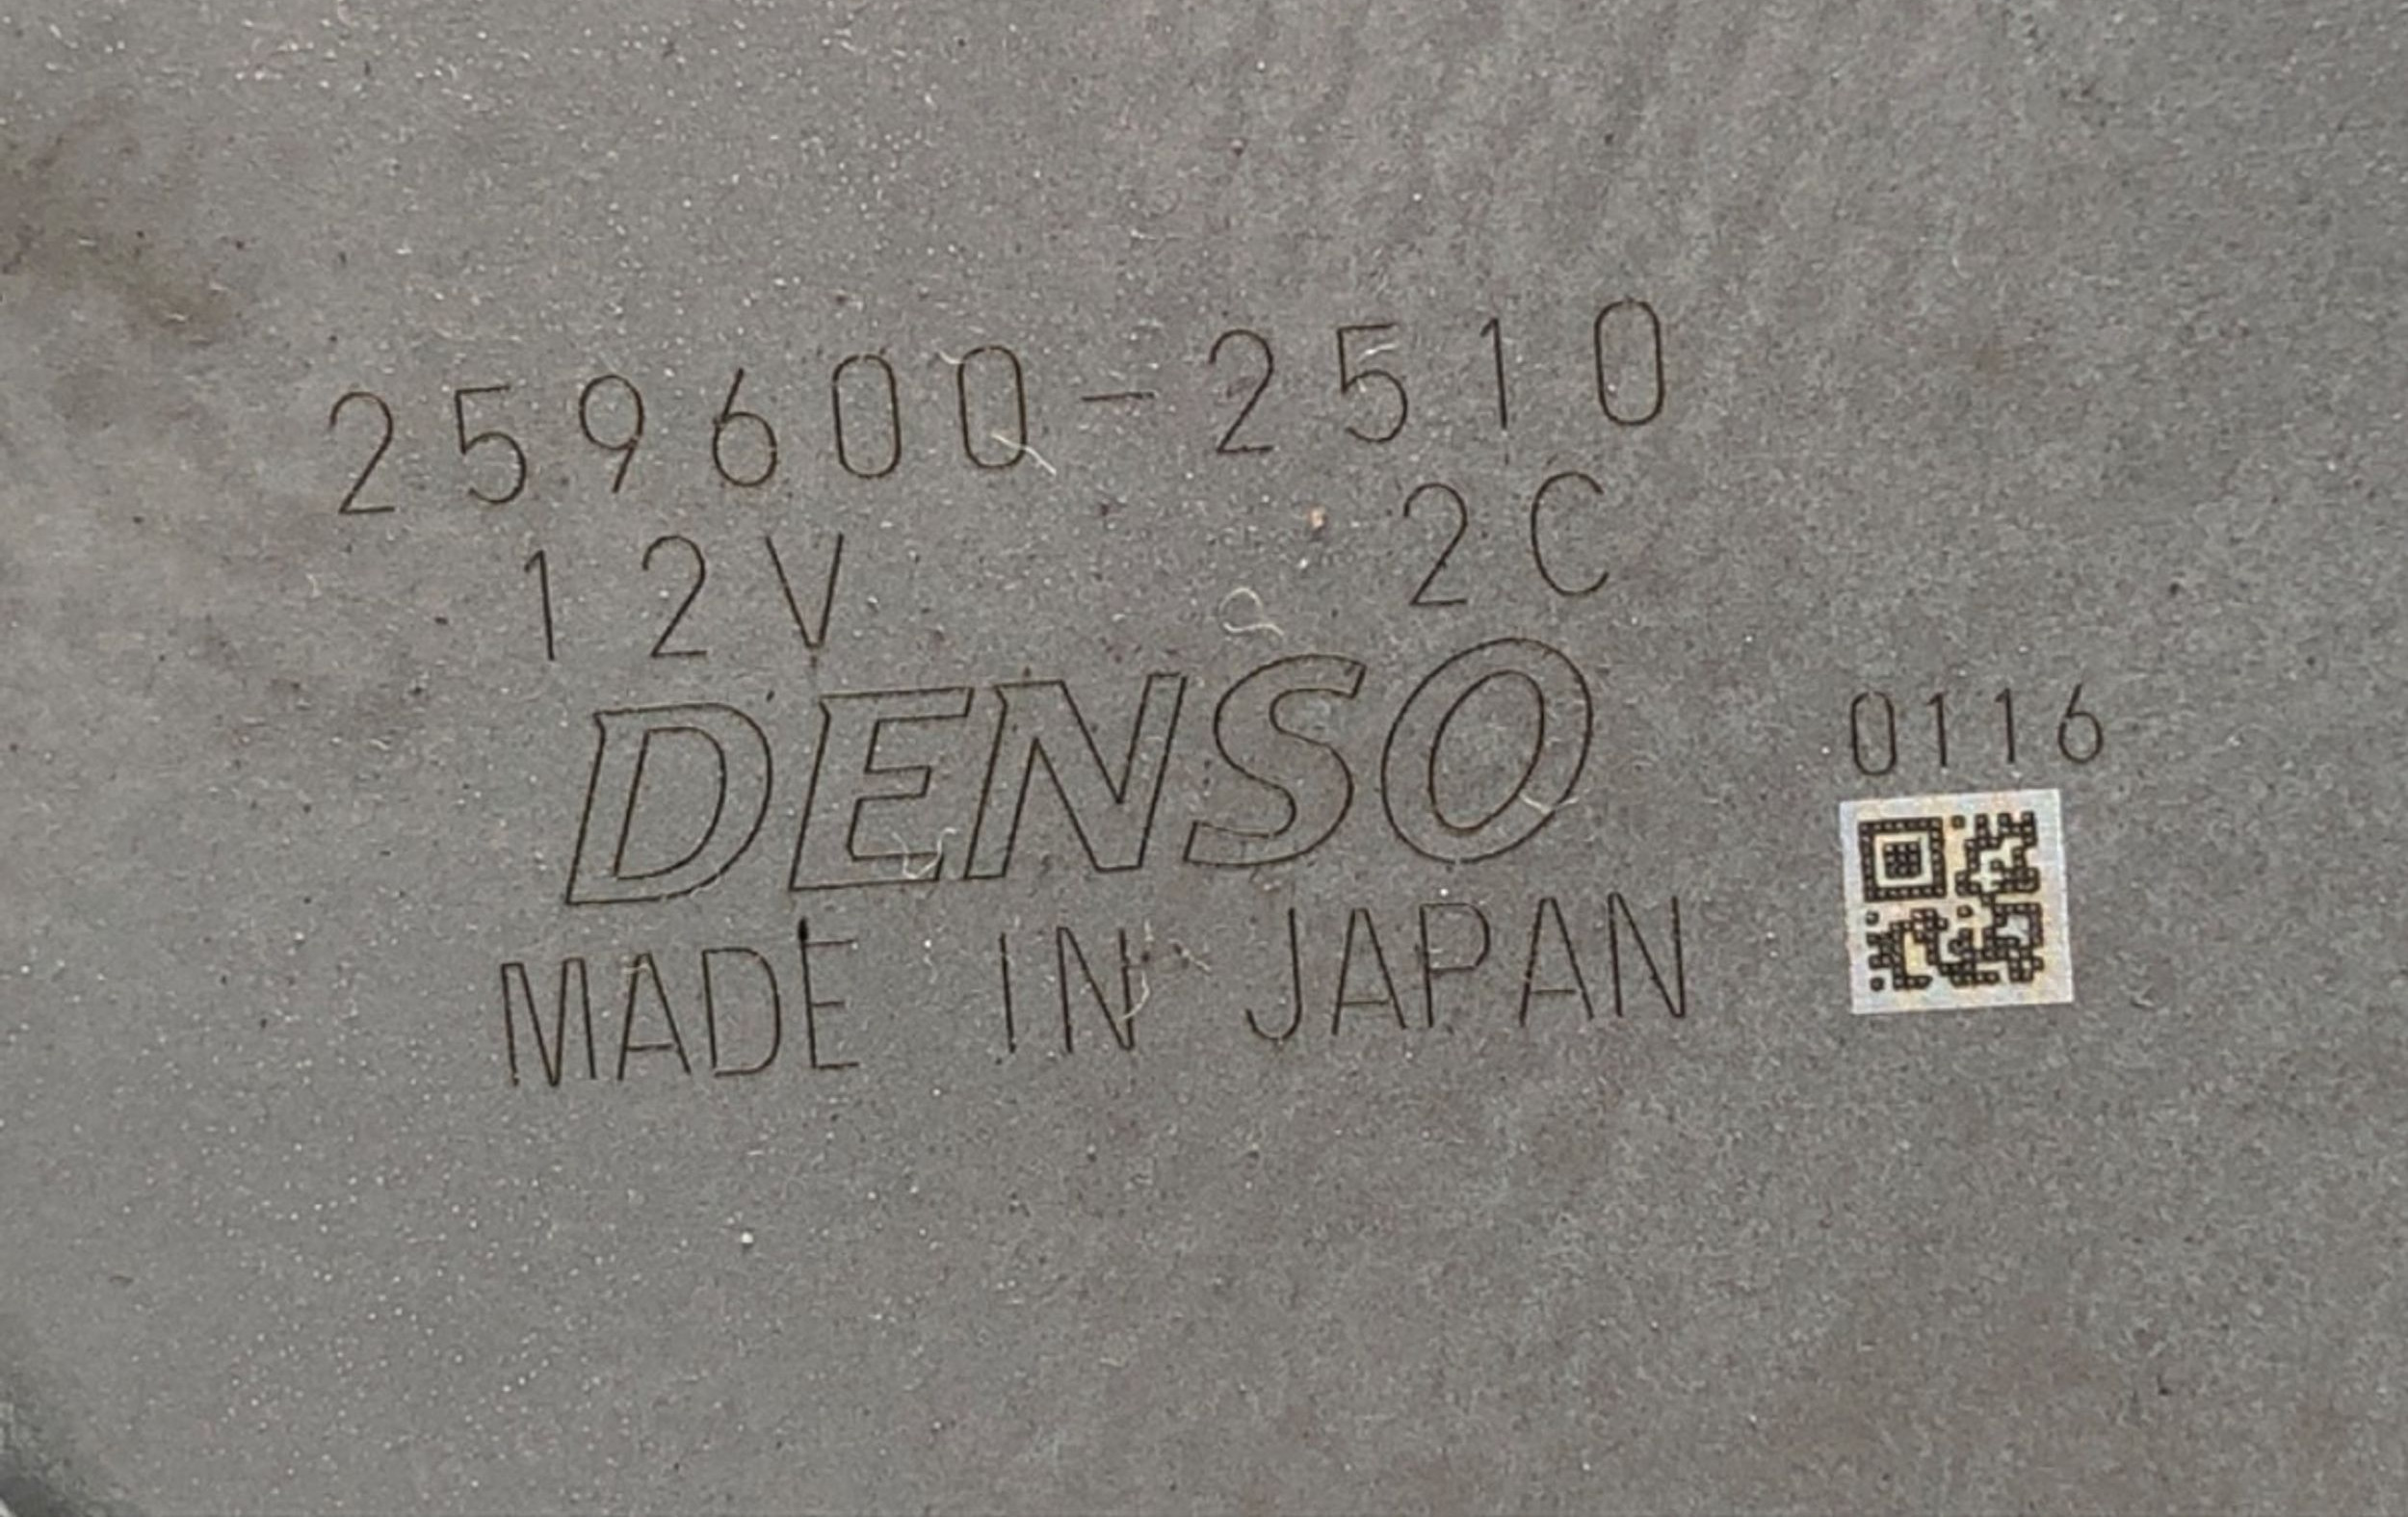 259600-2510
12V 2C
DENSO
0116
MADE IN JAPAN